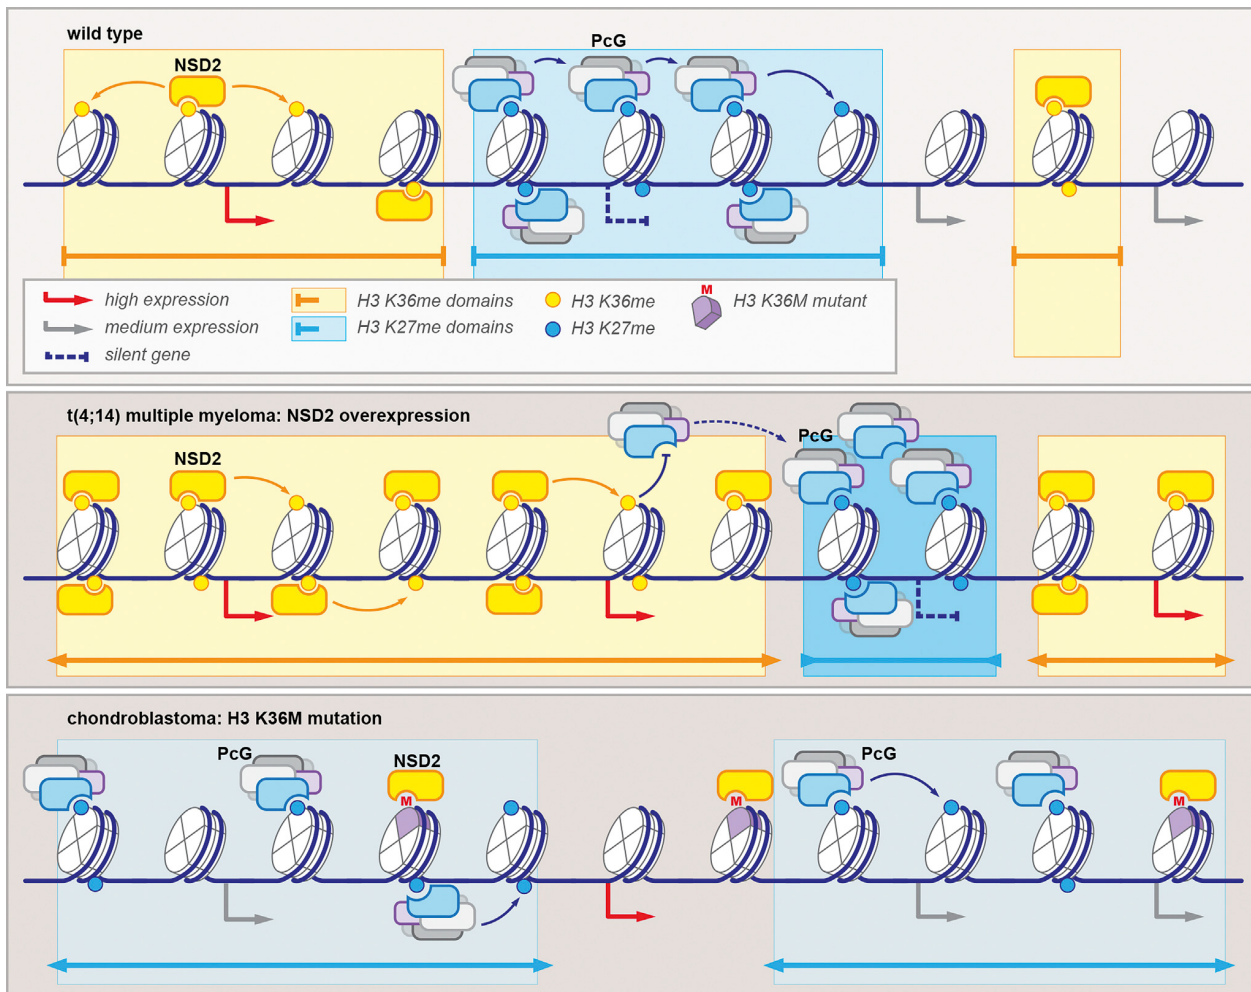 wild type
PcG
NSD2
high expression
medium expression
silent gene
H3 K36me domains
H3 K27me domains
H3 K36me
H3 K27me
M
H3 K36M mutant
t(4;14) multiple myeloma: NSD2 overexpression
PcG
NSD2
chondroblastoma: H3 K36M mutation
PcG
NSD2
PcG
M
M
M